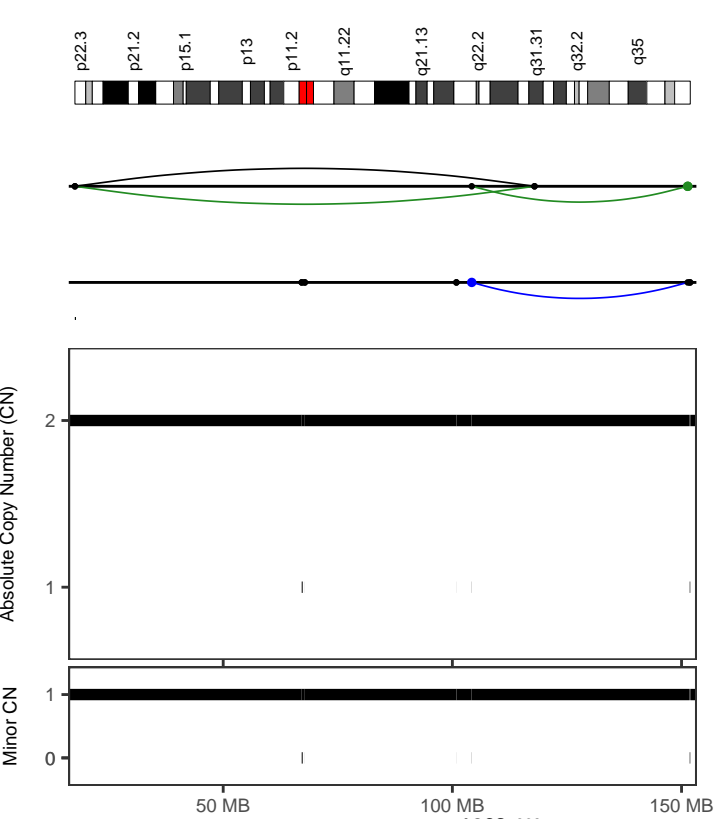 p22.3 p21.2 p15.1 p13 p11.2 q11.22 q21.13 q22.2 q31.31 q32.2 q35
Absolute Copy Number (CN)
2
1
Minor CN
1
0
50 MB 100 MB 150 MB